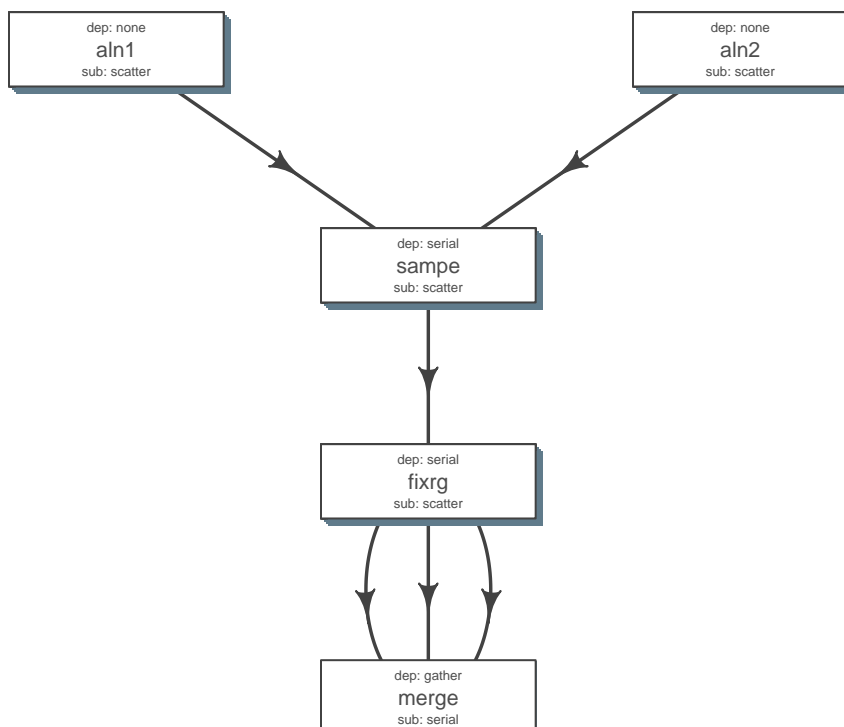 dep: none
aln1
sub: scatter
dep: none
aln2
sub: scatter
dep: serial
sampe
sub: scatter
dep: serial
fixrg
sub: scatter
dep: gather
merge
sub: serial